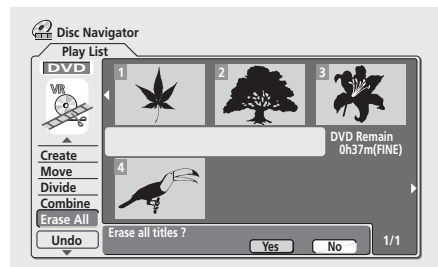 Disc Navigator
Play List
DVD
VR
1
2
3
DVD Remain
0h37m(FINE)
4
Create
Move
Divide
Combine
Erase All
Undo
Erase all titles ?
Yes
No
1/1